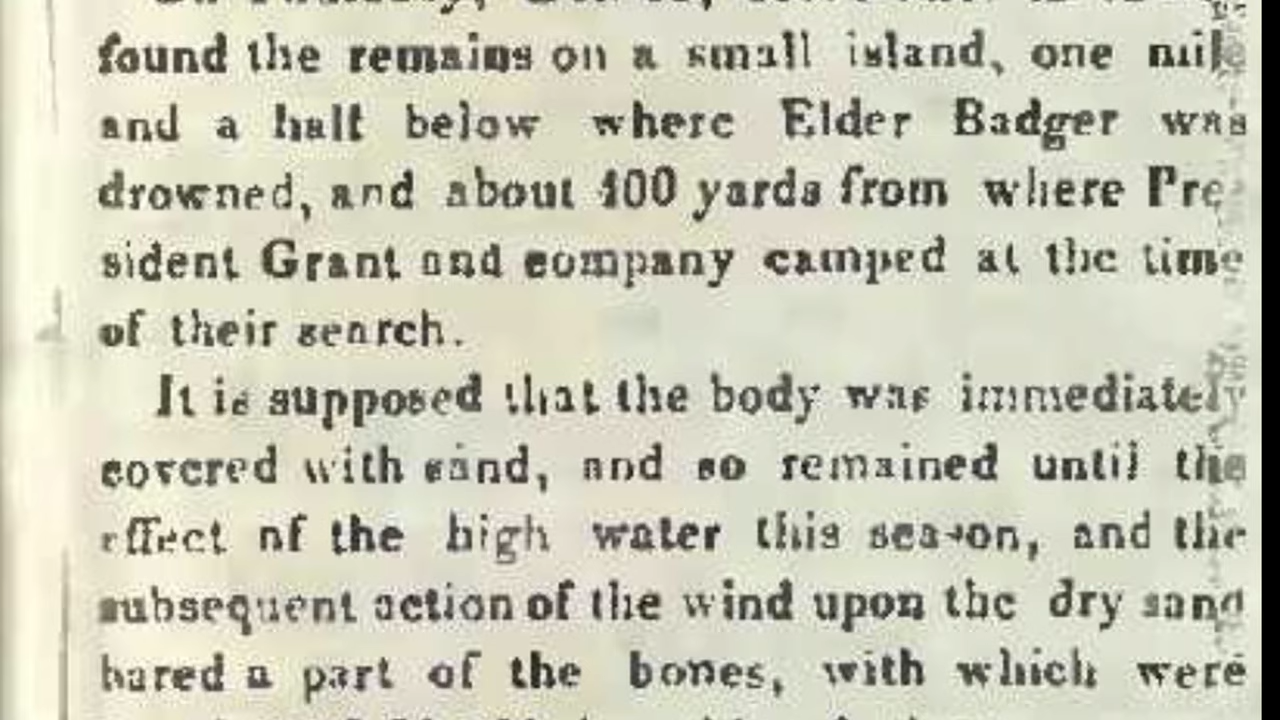 found the remains on a small island, one mile
and a half below where Elder Badger was
drowned, and about 400 yards from where Pre-
sident Grant and company camped at the time
of their search.
It is supposed that the body was immediately
covered with sand, and so remained until the
effect of the high water this season, and the
subsequent action of the wind upon the dry sand
bared a part of the bones, with which were